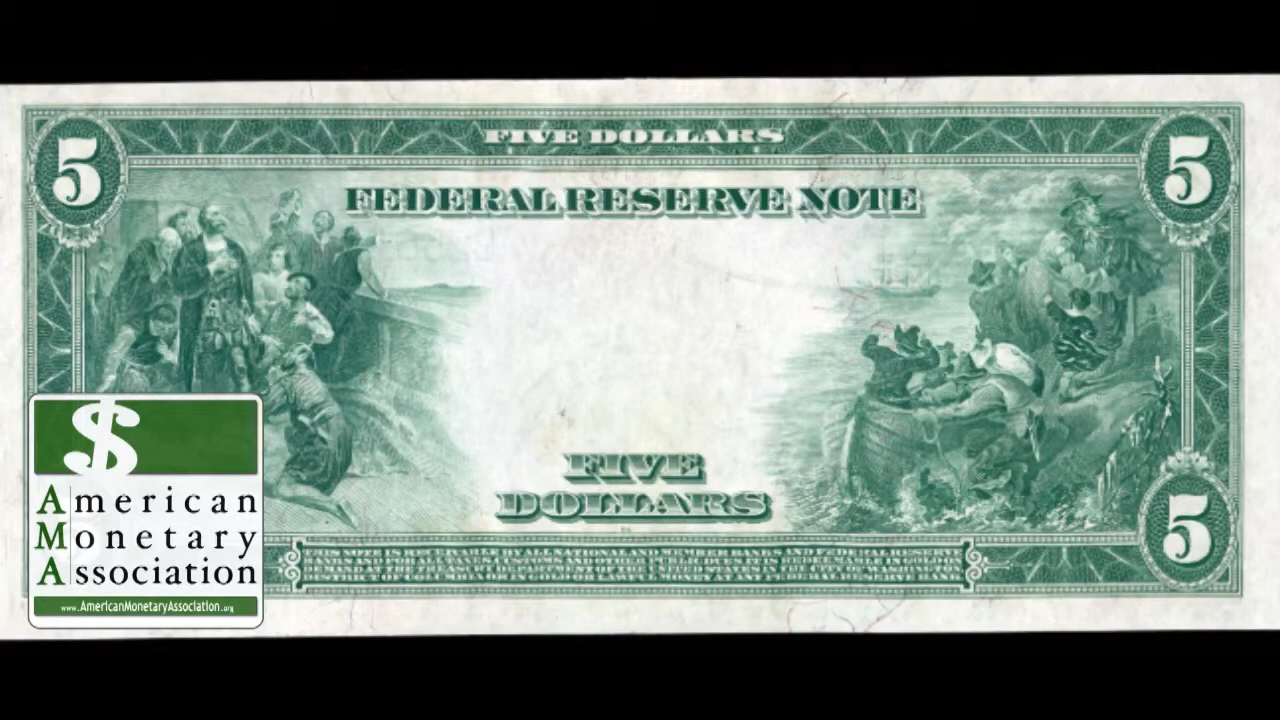 FIVE DOLLARS
5
5
FEDERAL RESERVE NOTE
FIVE
DOLLARS
5
$
American
Monetary
Association
www.AmericanMonetaryAssociation.org